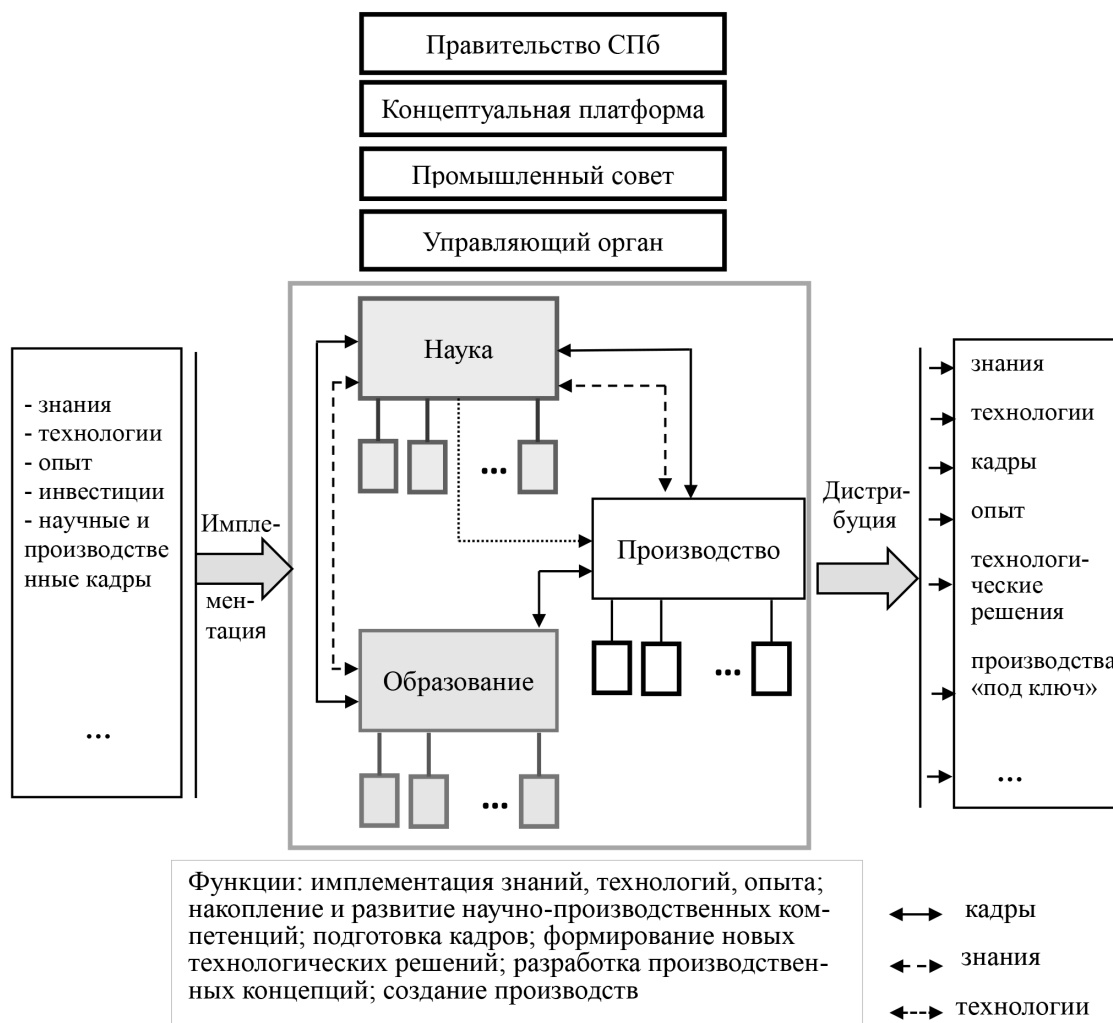 Правительство СПб
Концептуальная платформа
Промышленный совет
Управляющий орган
- знания
- технологии
- опыт
- инвестиции
- научные и
производстве
нные кадры
...
Импле-
мен-
тация
Наука
...
Производство
...
Образование
...
Дистри-
буция
знания
технологии
кадры
опыт
технологи-
ческие
решения
производства
«под ключ»
...
Функции: имплементация знаний, технологий, опыта;
накопление и развитие научно-производственных ком-
петенций; подготовка кадров; формирование новых
технологических решений; разработка производствен-
ных концепций; создание производств
кадры
знания
технологии